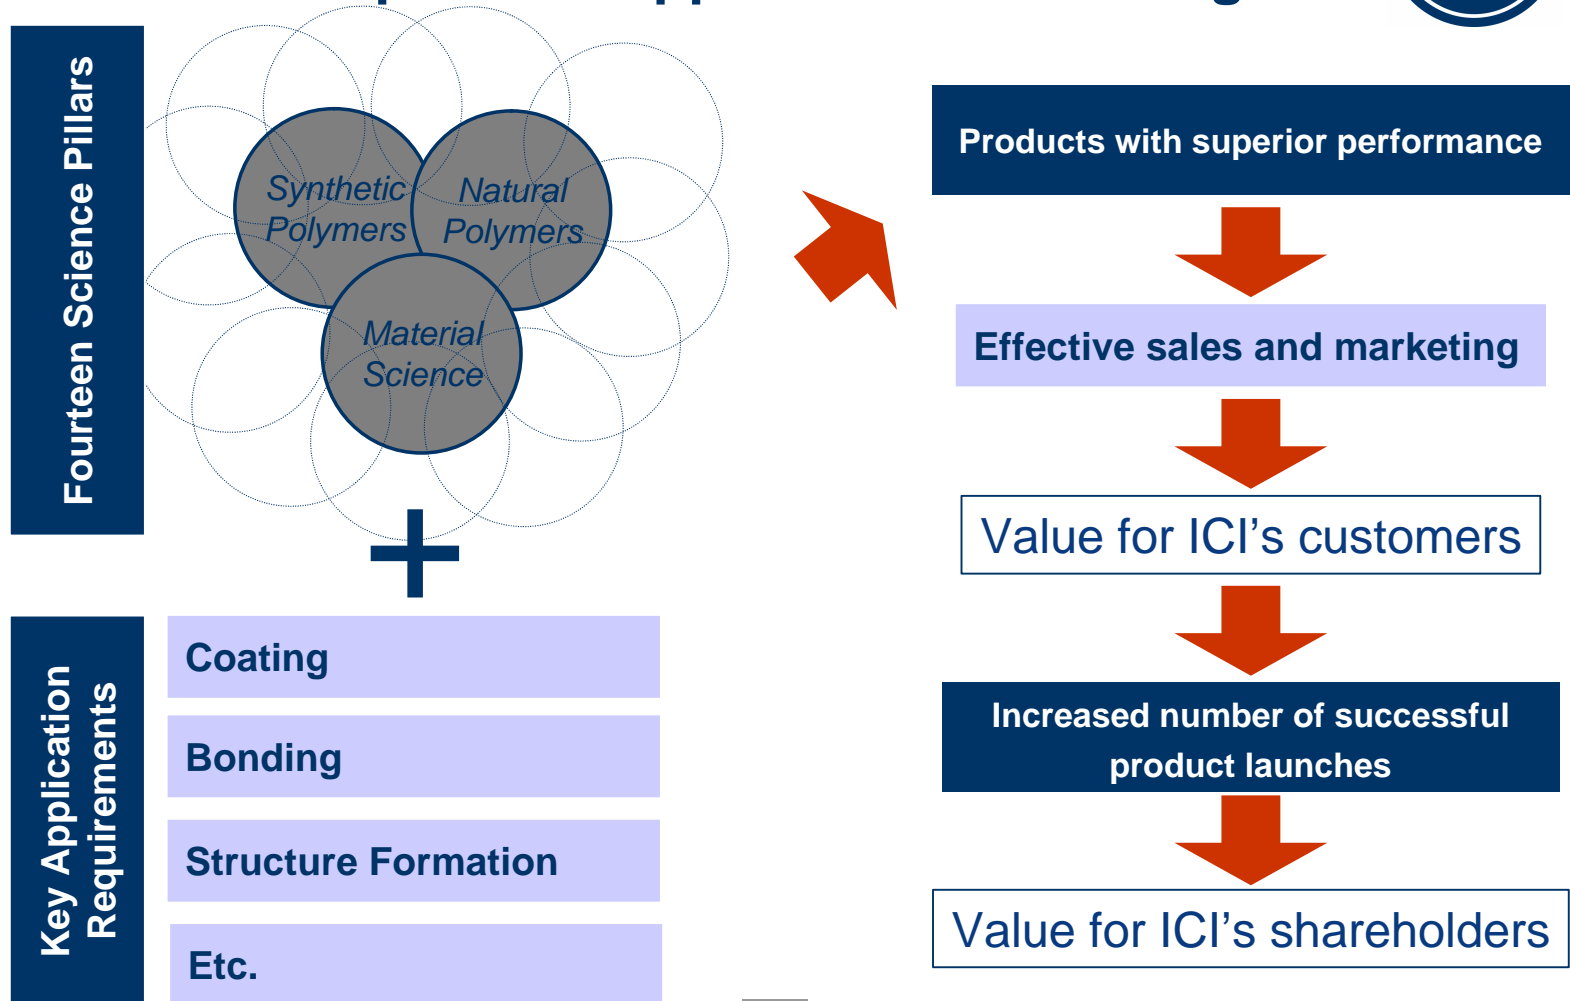 Fourteen Science Pillars
Synthetic
Polymers
Natural
Polymers
Material
Science
+
Key Application
Requirements
Coating
Bonding
Structure Formation
Etc.
Products with superior performance
Effective sales and marketing
Value for ICI’s customers
Increased number of successful
product launches
Value for ICI’s shareholders